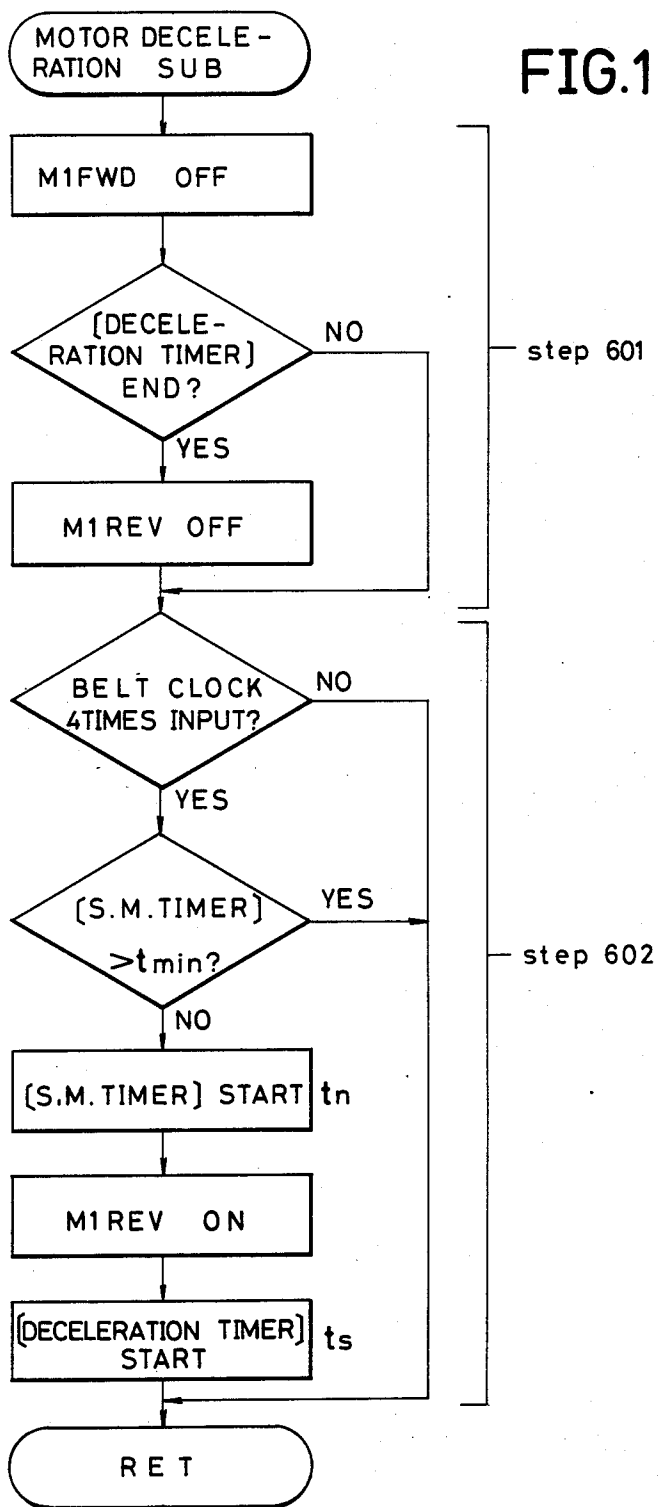 MOTOR DECELE-
RATION SUB
FIG.1
M1FWD OFF
[DECELE-
RATION TIMER]
END?
NO
YES
step 601
M1REV OFF
BELT CLOCK
4TIMES INPUT?
NO
YES
[S.M.TIMER]
>tmin?
YES
NO
step 602
[S.M.TIMER] START tn
M1REV ON
[DECELERATION TIMER]
START
ts
RET